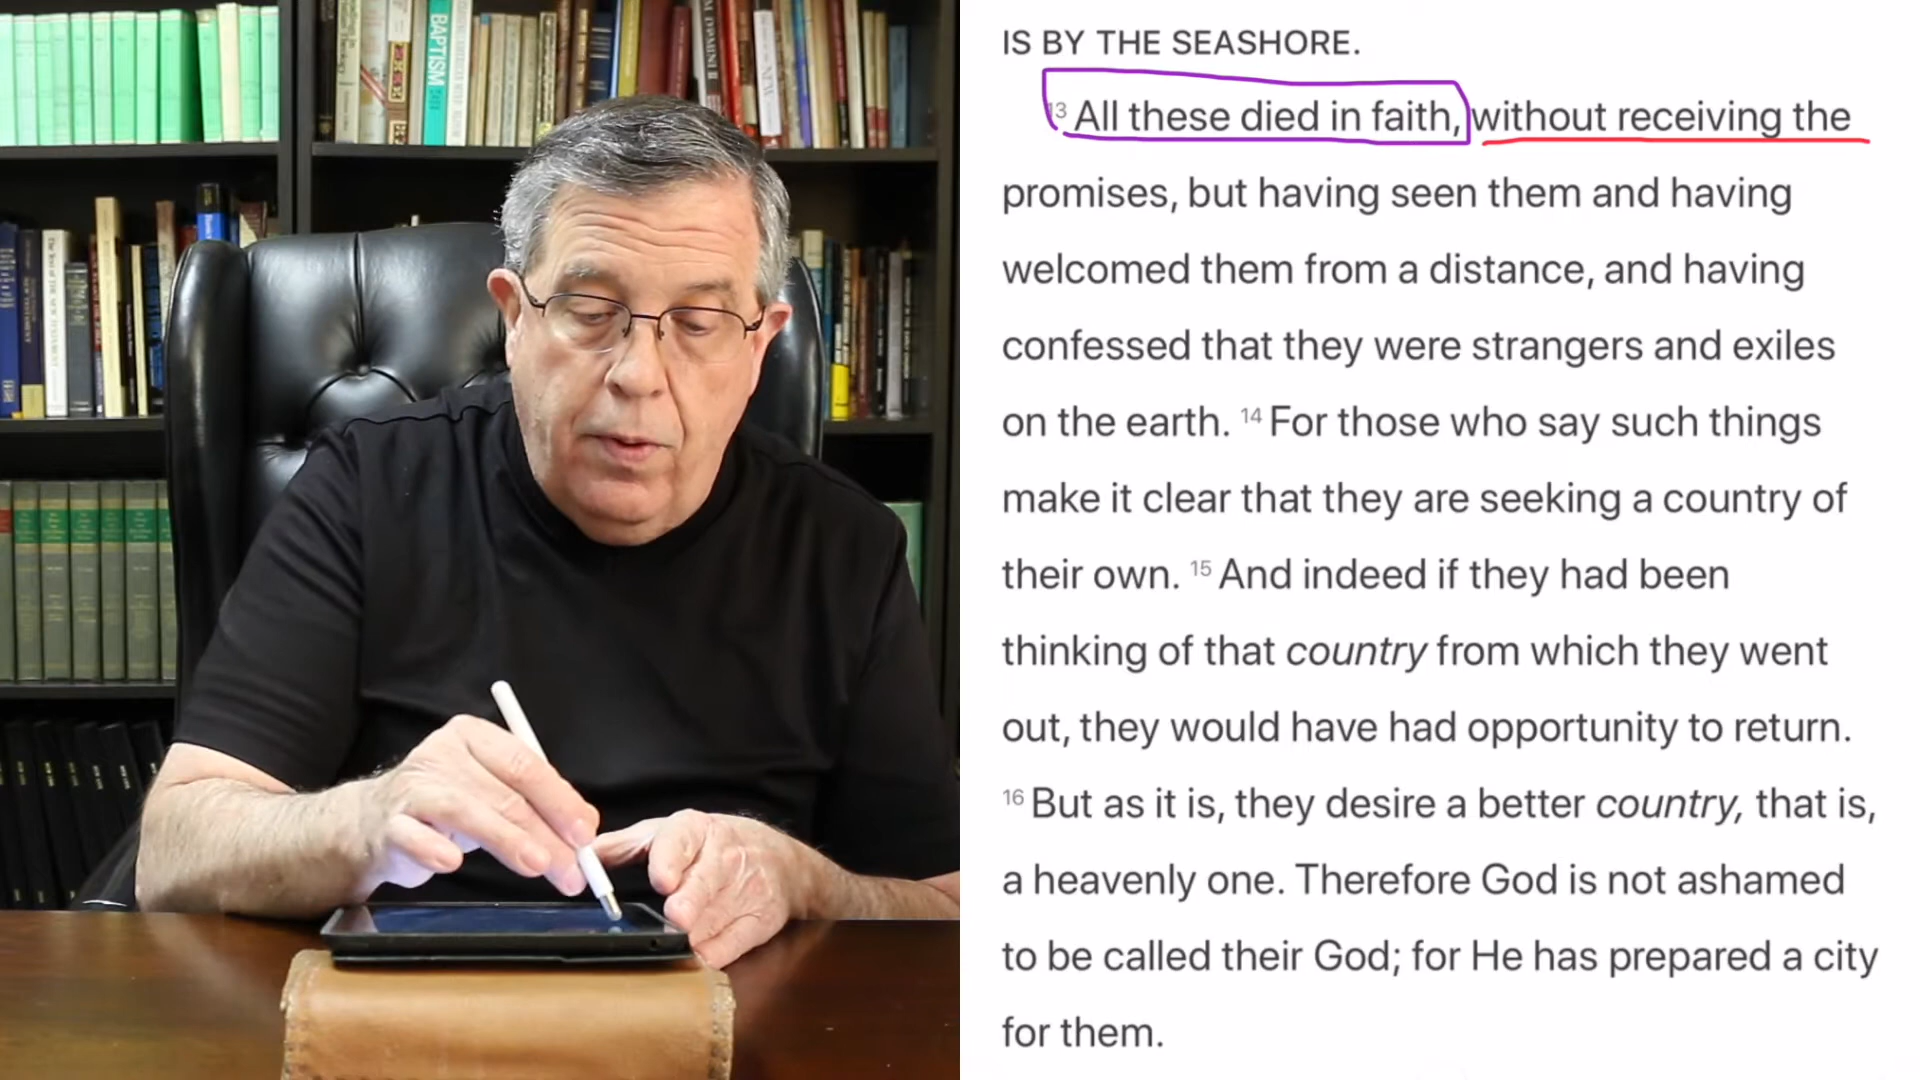 BAPTISM
IS BY THE SEASHORE.
13 All these died in faith, without receiving the
promises, but having seen them and having
welcomed them from a distance, and having
confessed that they were strangers and exiles
on the earth. 14 For those who say such things
make it clear that they are seeking a country of
their own. 15 And indeed if they had been
thinking of that country from which they went
out, they would have had opportunity to return.
16 But as it is, they desire a better country, that is,
a heavenly one. Therefore God is not ashamed
to be called their God; for He has prepared a city
for them.